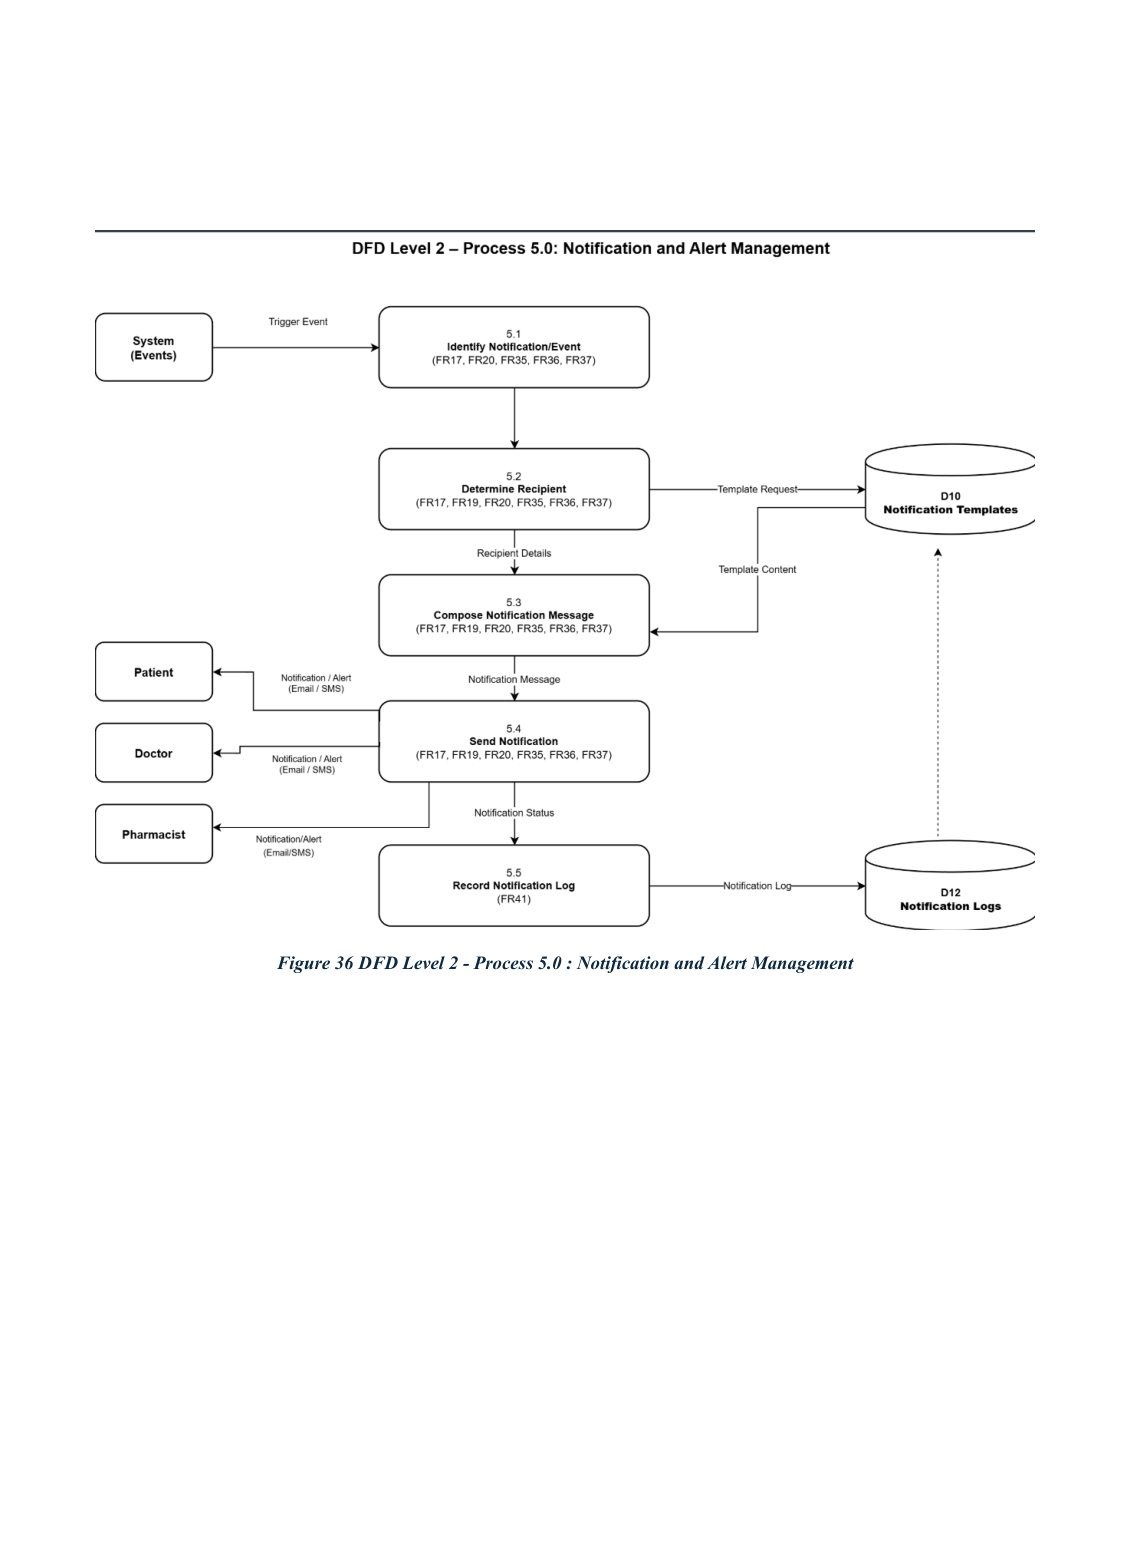 DFD Level 2 – Process 5.0: Notification and Alert Management
System
(Events)
Trigger Event
5.1
Identify Notification/Event
(FR17, FR20, FR35, FR36, FR37)
5.2
Determine Recipient
(FR17, FR19, FR20, FR35, FR36, FR37)
Template Request
D10
Notification Templates
Recipient Details
Template Content
5.3
Compose Notification Message
(FR17, FR19, FR20, FR35, FR36, FR37)
Patient
Notification / Alert
(Email / SMS)
Notification Message
5.4
Send Notification
(FR17, FR19, FR20, FR35, FR36, FR37)
Doctor
Notification / Alert
(Email / SMS)
Pharmacist
Notification/Alert
(Email/SMS)
Notification Status
5.5
Record Notification Log
(FR41)
Notification Log
D12
Notification Logs
Figure 36 DFD Level 2 - Process 5.0 : Notification and Alert Management